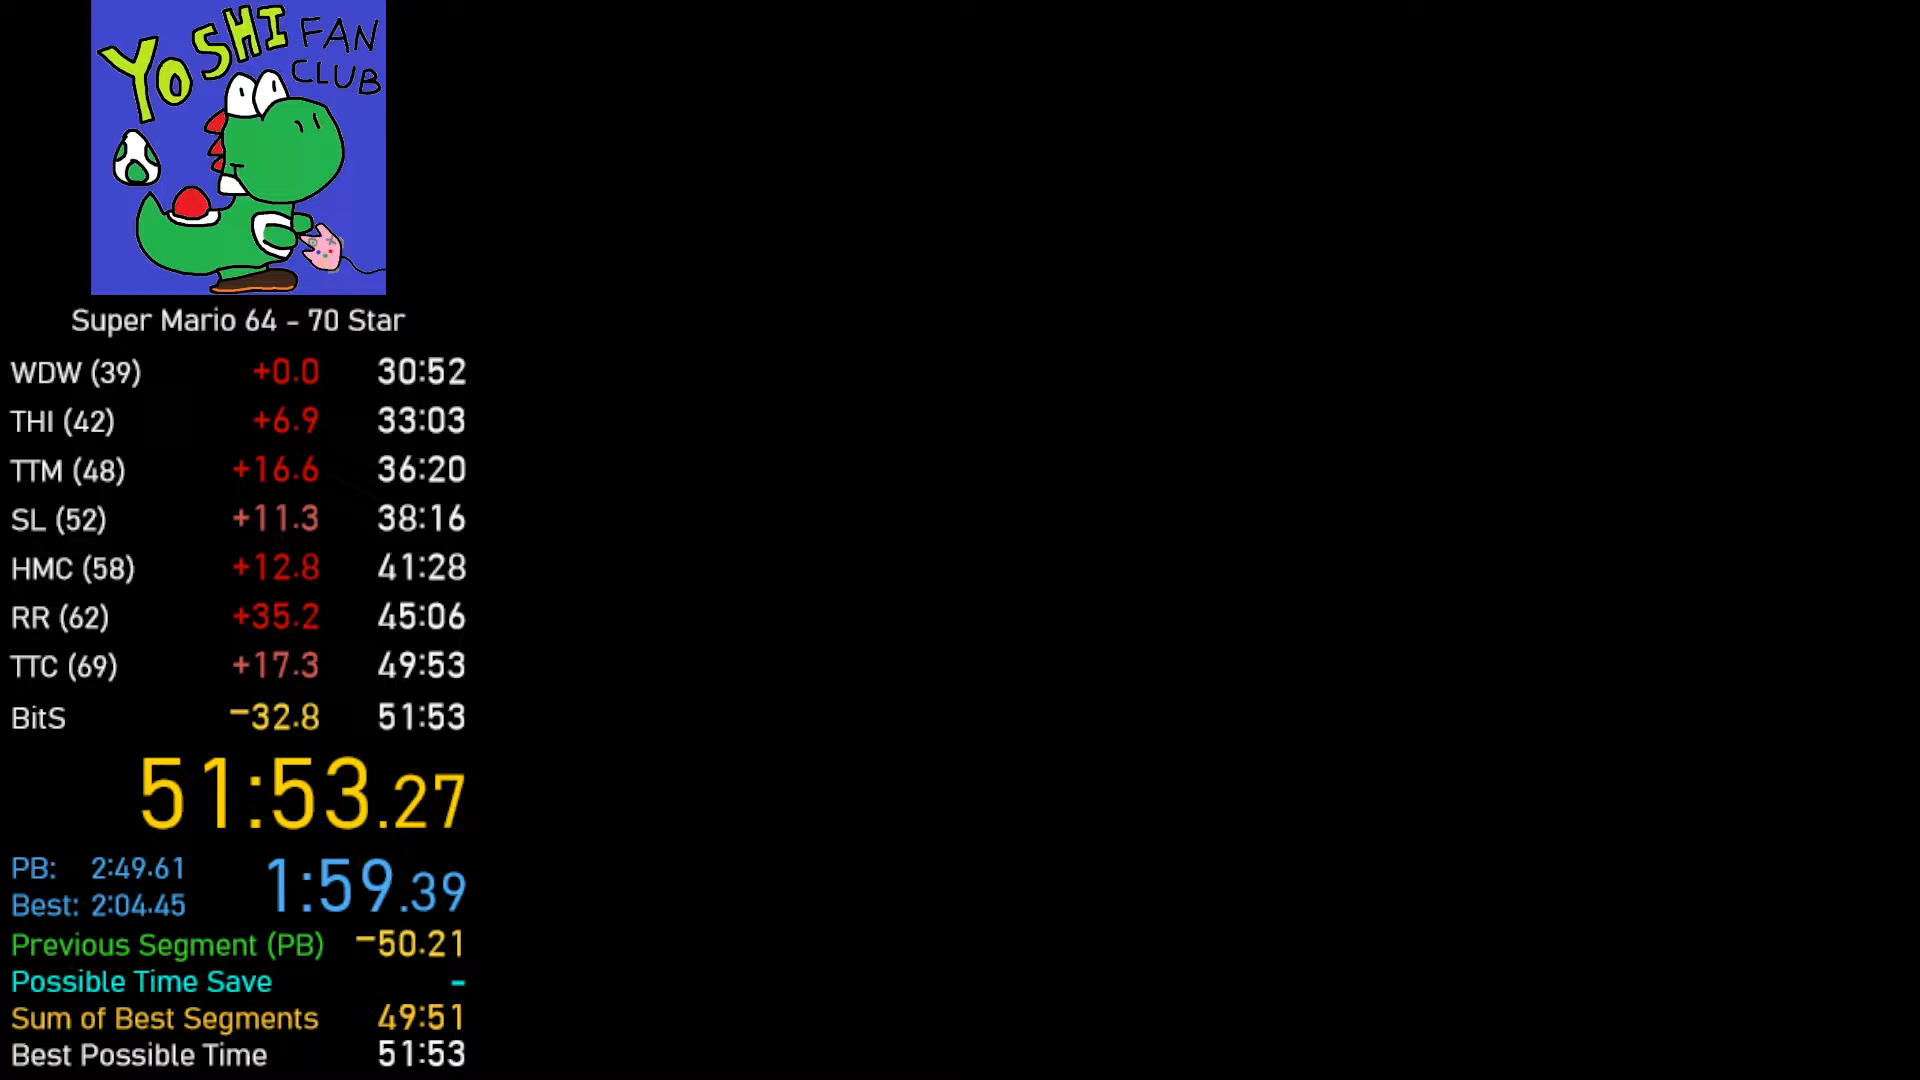 YOSHI FAN
CLUB
Super Mario 64 - 70 Star
WDW (39) +0.0 30:52
THI (42) +6.9 33:03
TTM (48) +16.6 36:20
SL (52) +11.3 38:16
HMC (58) +12.8 41:28
RR (62) +35.2 45:06
TTC (69) +17.3 49:53
BitS −32.8 51:53
51:53.27
PB: 2:49.61 1:59.39
Best: 2:04.45
Previous Segment (PB) −50.21
Possible Time Save -
Sum of Best Segments 49:51
Best Possible Time 51:53